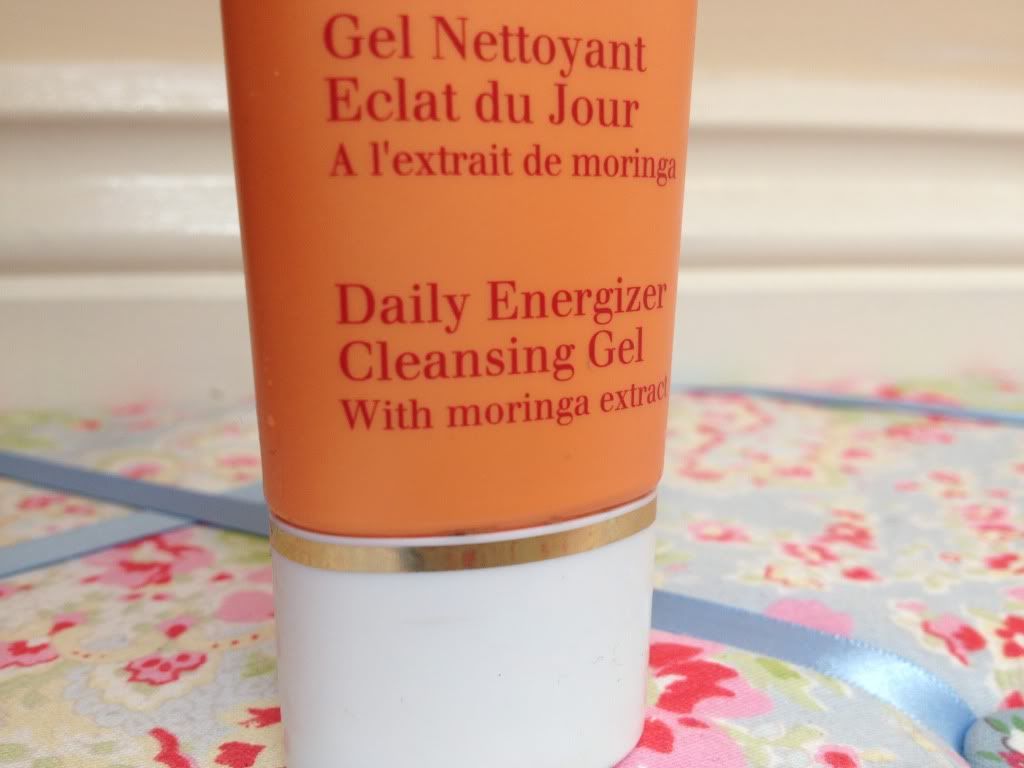 Gel Nettoyant
Eclat du Jour
A l'extrait de moringa
Daily Energizer
Cleansing Gel
With moringa extract